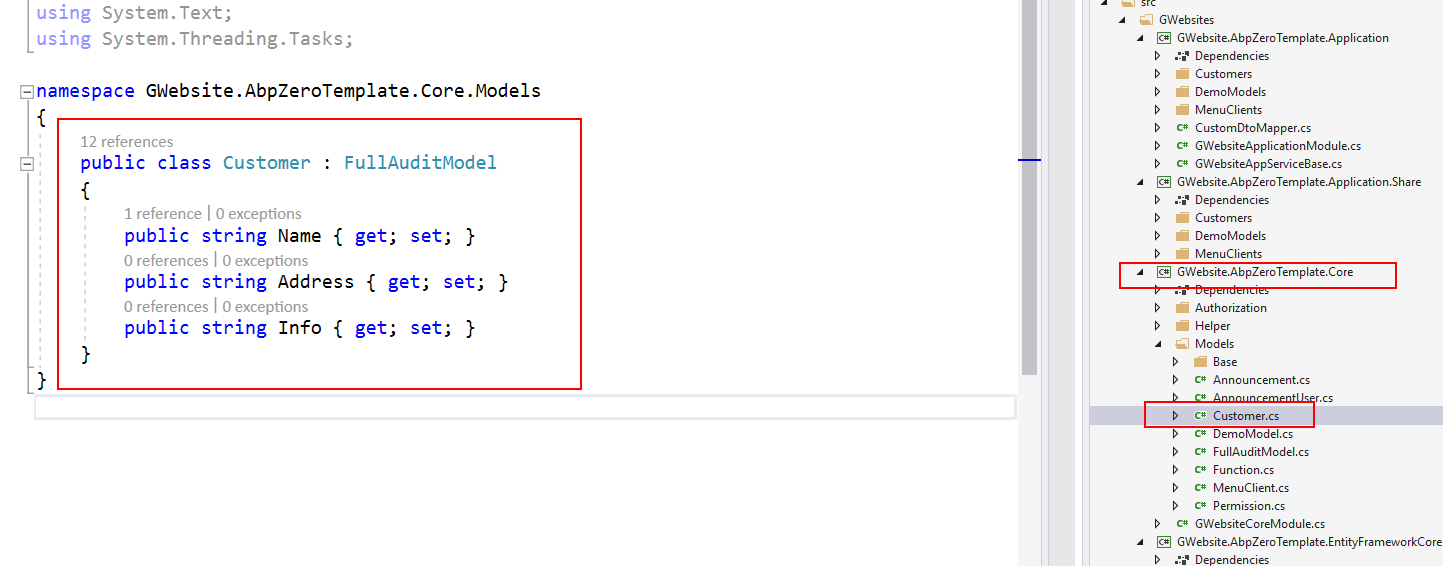 using System.Text;
using System.Threading.Tasks;
namespace GWebsite.AbpZeroTemplate.Core.Models
{
12 references
public class Customer : FullAuditModel
{
1 reference | 0 exceptions
public string Name { get; set; }
0 references | 0 exceptions
public string Address { get; set; }
0 references | 0 exceptions
public string Info { get; set; }
}
}
src
GWebsites
C# GWebsite.AbpZeroTemplate.Application
Dependencies
Customers
DemoModels
MenuClients
C# CustomDtoMapper.cs
C# GWebsiteApplicationModule.cs
C# GWebsiteAppServiceBase.cs
C# GWebsite.AbpZeroTemplate.Application.Share
Dependencies
Customers
DemoModels
MenuClients
C# GWebsite.AbpZeroTemplate.Core
Dependencies
Authorization
Helper
Models
Base
C# Announcement.cs
C# AnnouncementUser.cs
C# Customer.cs
C# DemoModel.cs
C# FullAuditModel.cs
C# Function.cs
C# MenuClient.cs
C# Permission.cs
C# GWebsiteCoreModule.cs
C# GWebsite.AbpZeroTemplate.EntityFrameworkCore
Dependencies